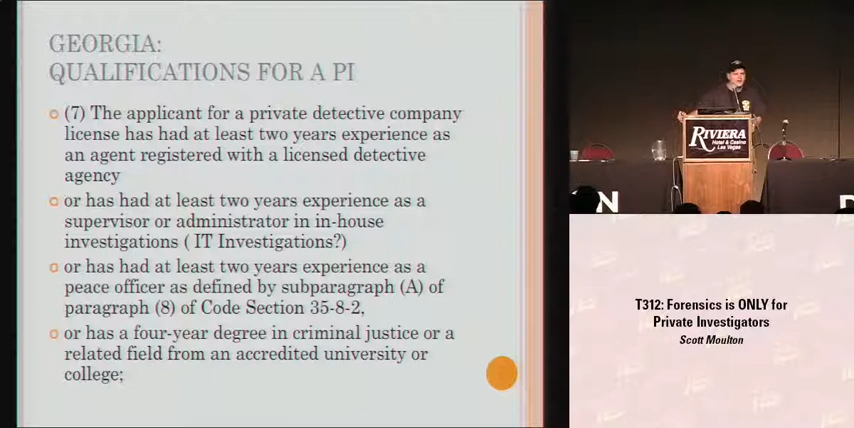 GEORGIA:
QUALIFICATIONS FOR A PI
(7) The applicant for a private detective company
license has had at least two years experience as
an agent registered with a licensed detective
agency
or has had at least two years experience as a
supervisor or administrator in in-house
investigations ( IT Investigations?)
or has had at least two years experience as a
peace officer as defined by subparagraph (A) of
paragraph (8) of Code Section 35-8-2,
or has a four-year degree in criminal justice or a
related field from an accredited university or
college;
RIVIERA
Hotel & Casino
Las Vegas
N
D
T312: Forensics is ONLY for
Private Investigators
Scott Moulton